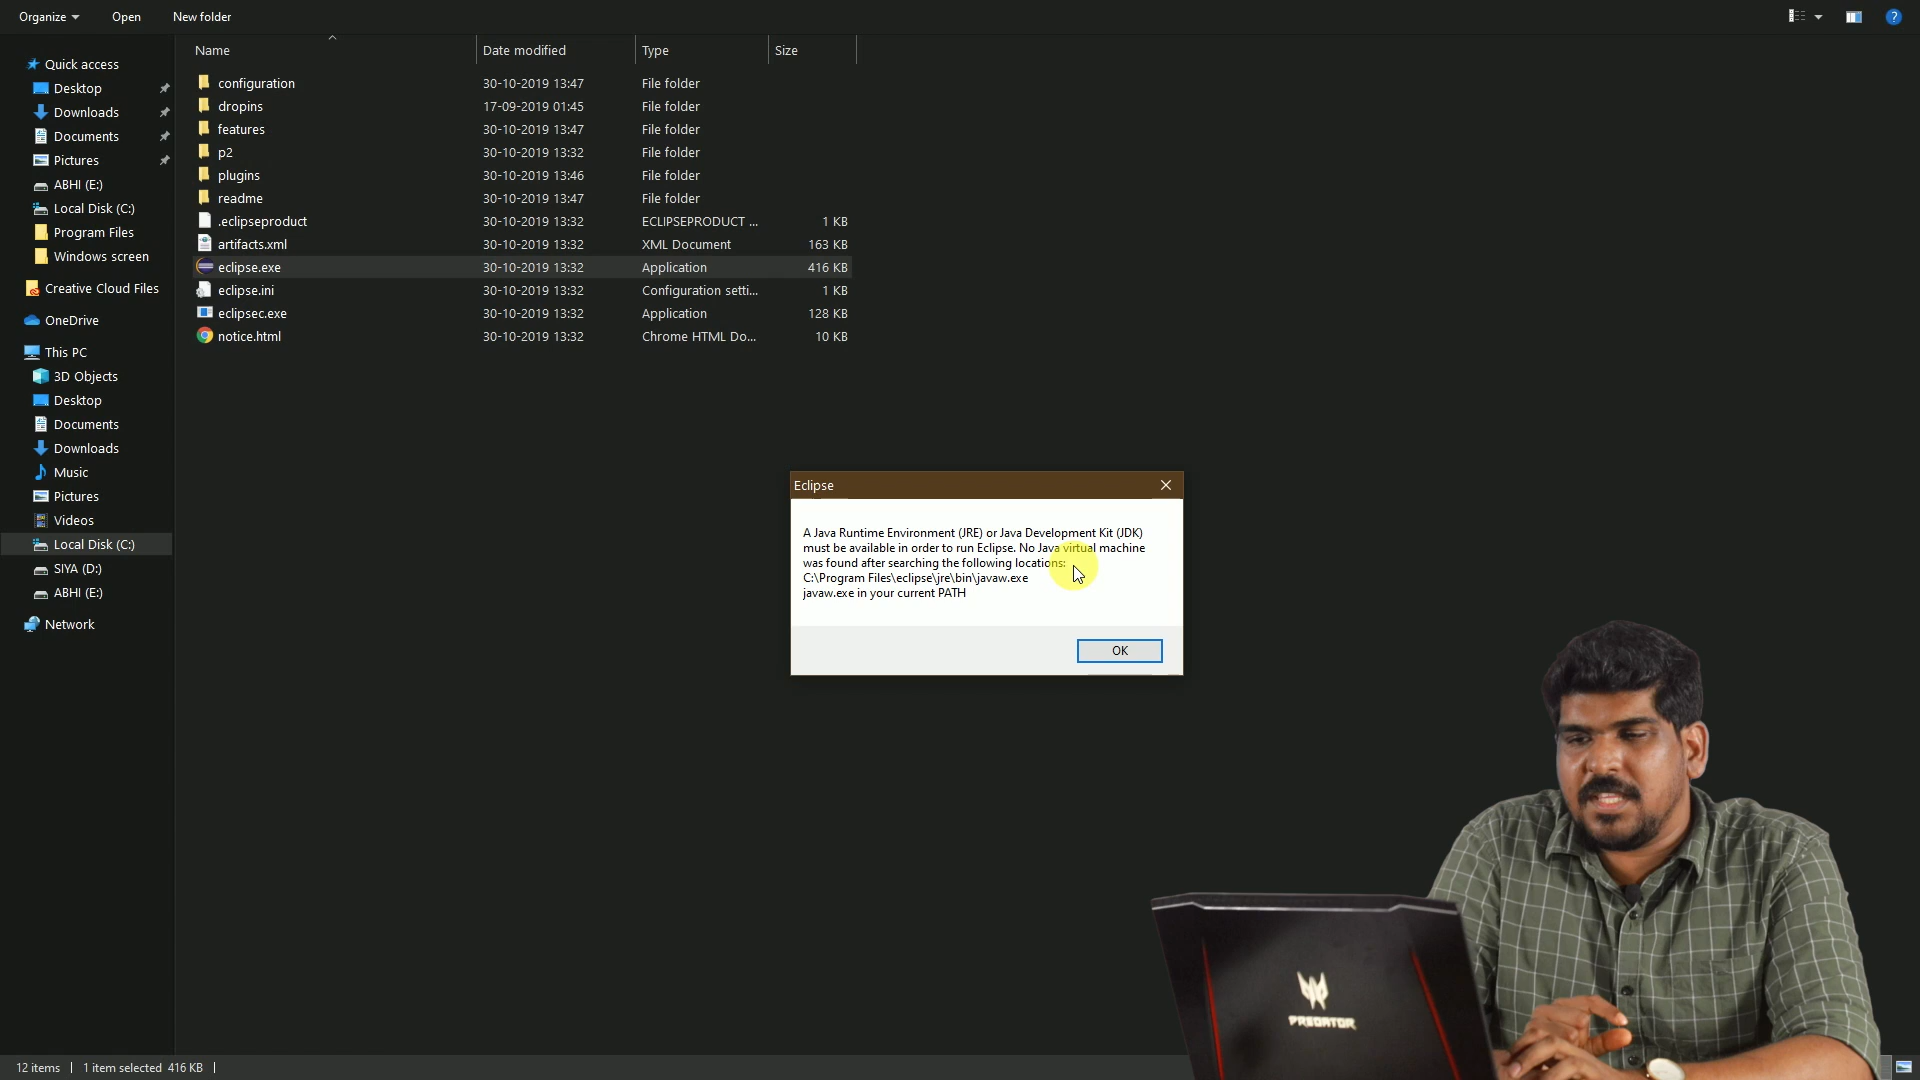 Organize Open New folder
Name Date modified Type Size
Quick access
Desktop
Downloads
Documents
Pictures
ABHI (E:)
Local Disk (C:)
Program Files
Windows screen
Creative Cloud Files
OneDrive
This PC
3D Objects
Desktop
Documents
Downloads
Music
Pictures
Videos
Local Disk (C:)
SIYA (D:)
ABHI (E:)
Network
configuration 30-10-2019 13:47 File folder
dropins 17-09-2019 01:45 File folder
features 30-10-2019 13:47 File folder
p2 30-10-2019 13:32 File folder
plugins 30-10-2019 13:46 File folder
readme 30-10-2019 13:47 File folder
.eclipseproduct 30-10-2019 13:32 ECLIPSEPRODUCT ... 1 KB
artifacts.xml 30-10-2019 13:32 XML Document 163 KB
eclipse.exe 30-10-2019 13:32 Application 416 KB
eclipse.ini 30-10-2019 13:32 Configuration setti... 1 KB
eclipsec.exe 30-10-2019 13:32 Application 128 KB
notice.html 30-10-2019 13:32 Chrome HTML Do... 10 KB
Eclipse
A Java Runtime Environment (JRE) or Java Development Kit (JDK)
must be available in order to run Eclipse. No Java virtual machine
was found after searching the following locations:
C:\Program Files\eclipse\jre\bin\javaw.exe
javaw.exe in your current PATH
OK
PREDATOR
12 items 1 item selected 416 KB